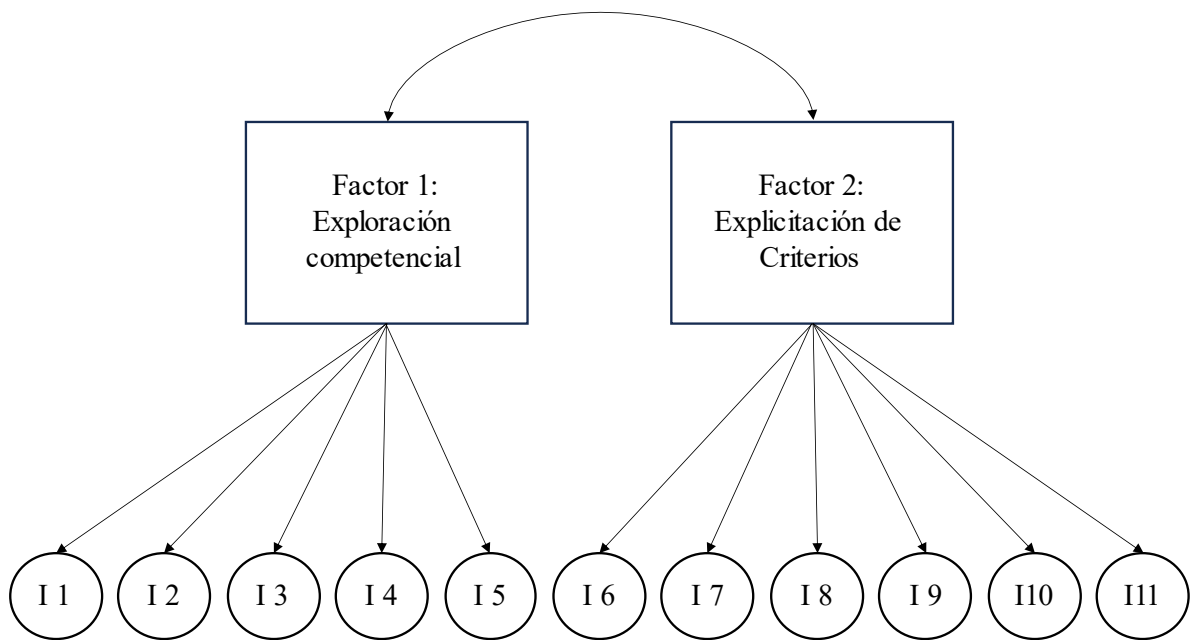 Factor 1:
Exploración
competencial
Factor 2:
Explicitación de
Criterios
I 1
I 2
I 3
I 4
I 5
I 6
I 7
I 8
I 9
I10
I11